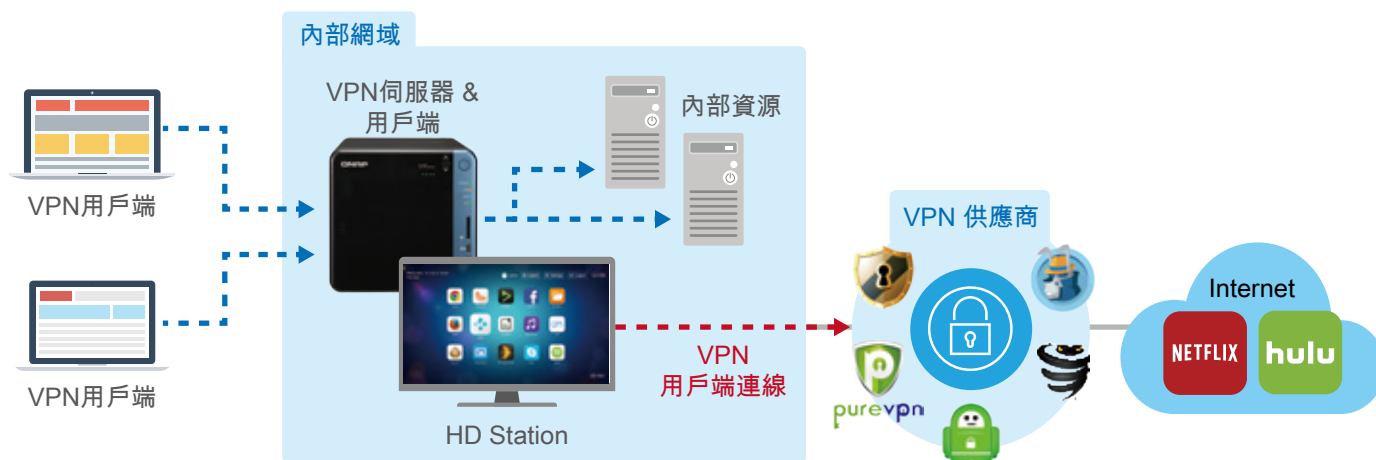 內部網域
VPN伺服器 &
用戶端
內部資源
QNAP
VPN用戶端
VPN用戶端
HD Station
VPN
用戶端連線
VPN 供應商
purevpn
Internet
NETFLIX
hulu